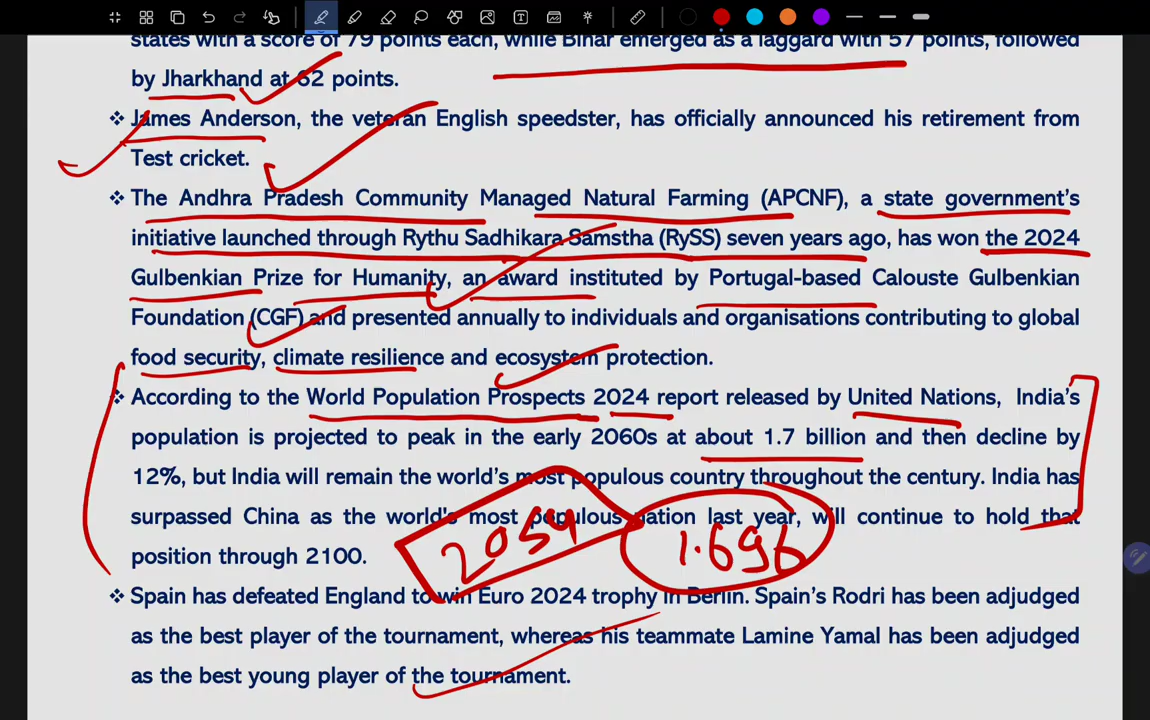 states with a score of 79 points each, while Bihar emerged as a laggard with 57 points, followed
by Jharkhand at 62 points.
❖ James Anderson, the veteran English speedster, has officially announced his retirement from
Test cricket.
❖ The Andhra Pradesh Community Managed Natural Farming (APCNF), a state government's
initiative launched through Rythu Sadhikara Samstha (RySS) seven years ago, has won the 2024
Gulbenkian Prize for Humanity, an award instituted by Portugal-based Calouste Gulbenkian
Foundation (CGF) and presented annually to individuals and organisations contributing to global
food security, climate resilience and ecosystem protection.
❖ According to the World Population Prospects 2024 report released by United Nations, India's
population is projected to peak in the early 2060s at about 1.7 billion and then decline by
12%, but India will remain the world's most populous country throughout the century. India has
surpassed China as the world's most populous nation last year, will continue to hold that
position through 2100.
2054 1.69b
❖ Spain has defeated England to win Euro 2024 trophy in Berlin. Spain's Rodri has been adjudged
as the best player of the tournament, whereas his teammate Lamine Yamal has been adjudged
as the best young player of the tournament.